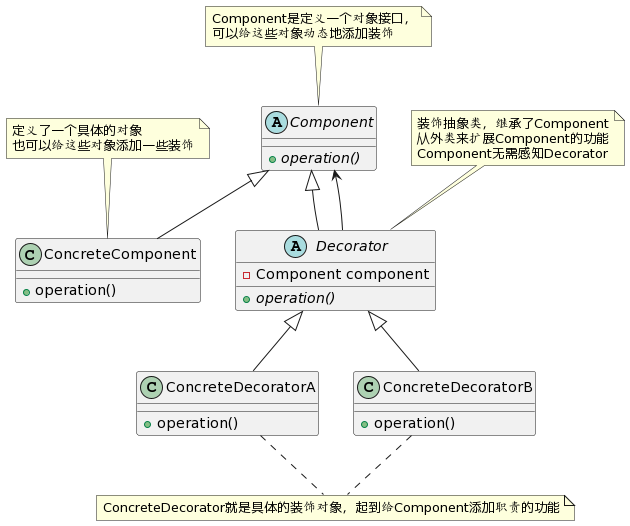 Component是定义一个对象接口，
可以给这些对象动态地添加装饰
A Component
operation()
定义了一个具体的对象
也可以给这些对象添加一些装饰
装饰抽象类，继承了Component
从外类来扩展Component的功能
Component无需感知Decorator
C ConcreteComponent
operation()
A Decorator
Component component
operation()
C ConcreteDecoratorA
operation()
C ConcreteDecoratorB
operation()
ConcreteDecorator就是具体的装饰对象，起到给Component添加职责的功能